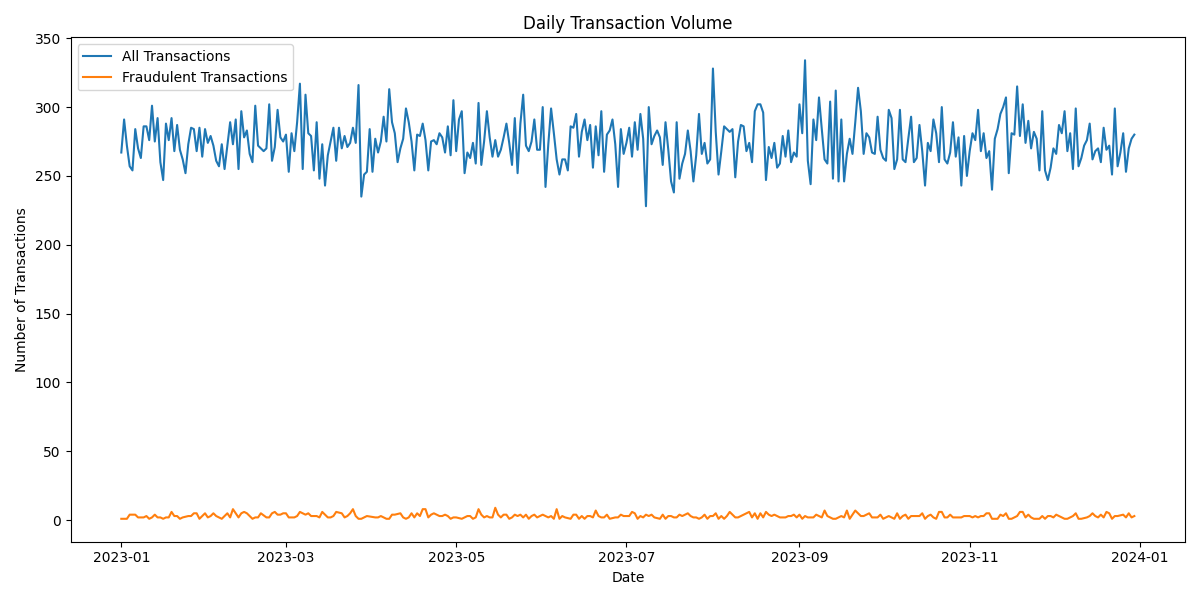 Daily Transaction Volume
350
All Transactions
Fraudulent Transactions
300
250
200
150
100
50
0
Number of Transactions
2023-01 2023-03 2023-05 2023-07 2023-09 2023-11 2024-01
Date